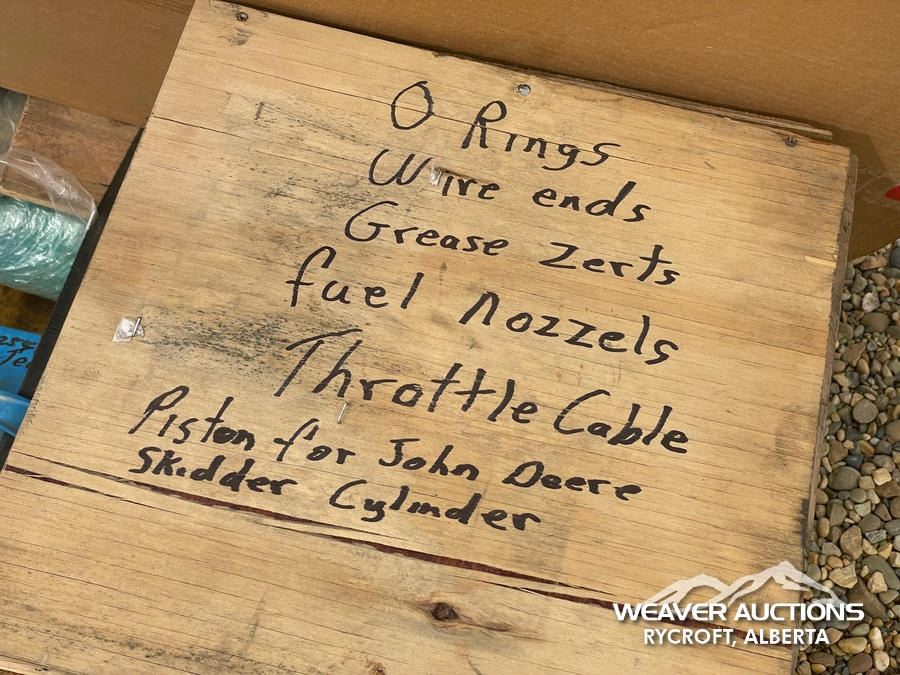 O Rings
Wire ends
Grease Zerts
fuel nozzels
Throttle Cable
Piston for John Deere
Skidder Cylinder
WEAVER AUCTIONS
RYCROFT, ALBERTA